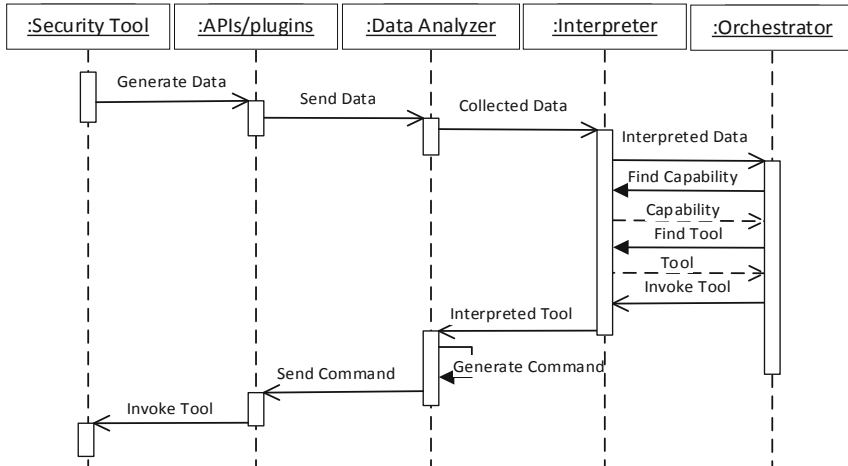 :Security Tool
:APIs/plugins
:Data Analyzer
:Interpreter
:Orchestrator
Generate Data
Send Data
Collected Data
Interpreted Data
Find Capability
Capability
Find Tool
Tool
Invoke Tool
Interpreted Tool
Generate Command
Send Command
Invoke Tool